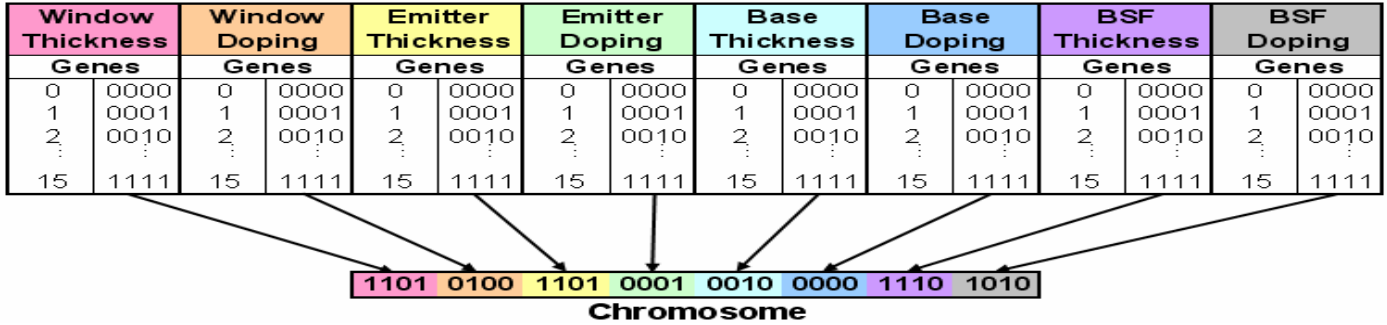 Window Thickness Window Doping Emitter Thickness Emitter Doping Base Thickness Base Doping BSF Thickness BSF Doping
Genes Genes Genes Genes Genes Genes Genes Genes
0 0000 0 0000 0 0000 0 0000 0 0000 0 0000 0 0000 0 0000
1 0001 1 0001 1 0001 1 0001 1 0001 1 0001 1 0001 1 0001
2 0010 2 0010 2 0010 2 0010 2 0010 2 0010 2 0010 2 0010
⋮ ⋮ ⋮ ⋮ ⋮ ⋮ ⋮ ⋮ ⋮ ⋮ ⋮ ⋮ ⋮ ⋮ ⋮ ⋮
15 1111 15 1111 15 1111 15 1111 15 1111 15 1111 15 1111 15 1111
1101 0100 1101 0001 0010 0000 1110 1010
Chromosome